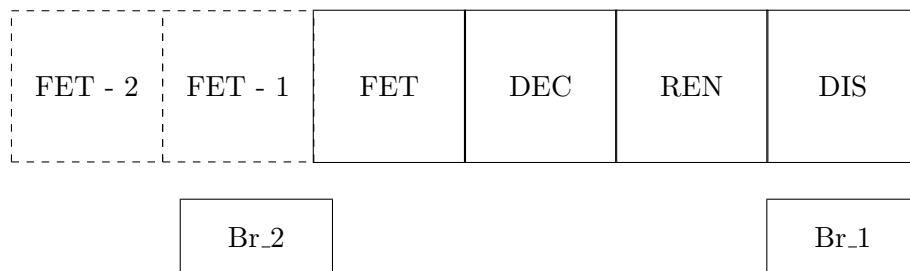 FET - 2 FET - 1 FET DEC REN DIS
Br_2 Br_1